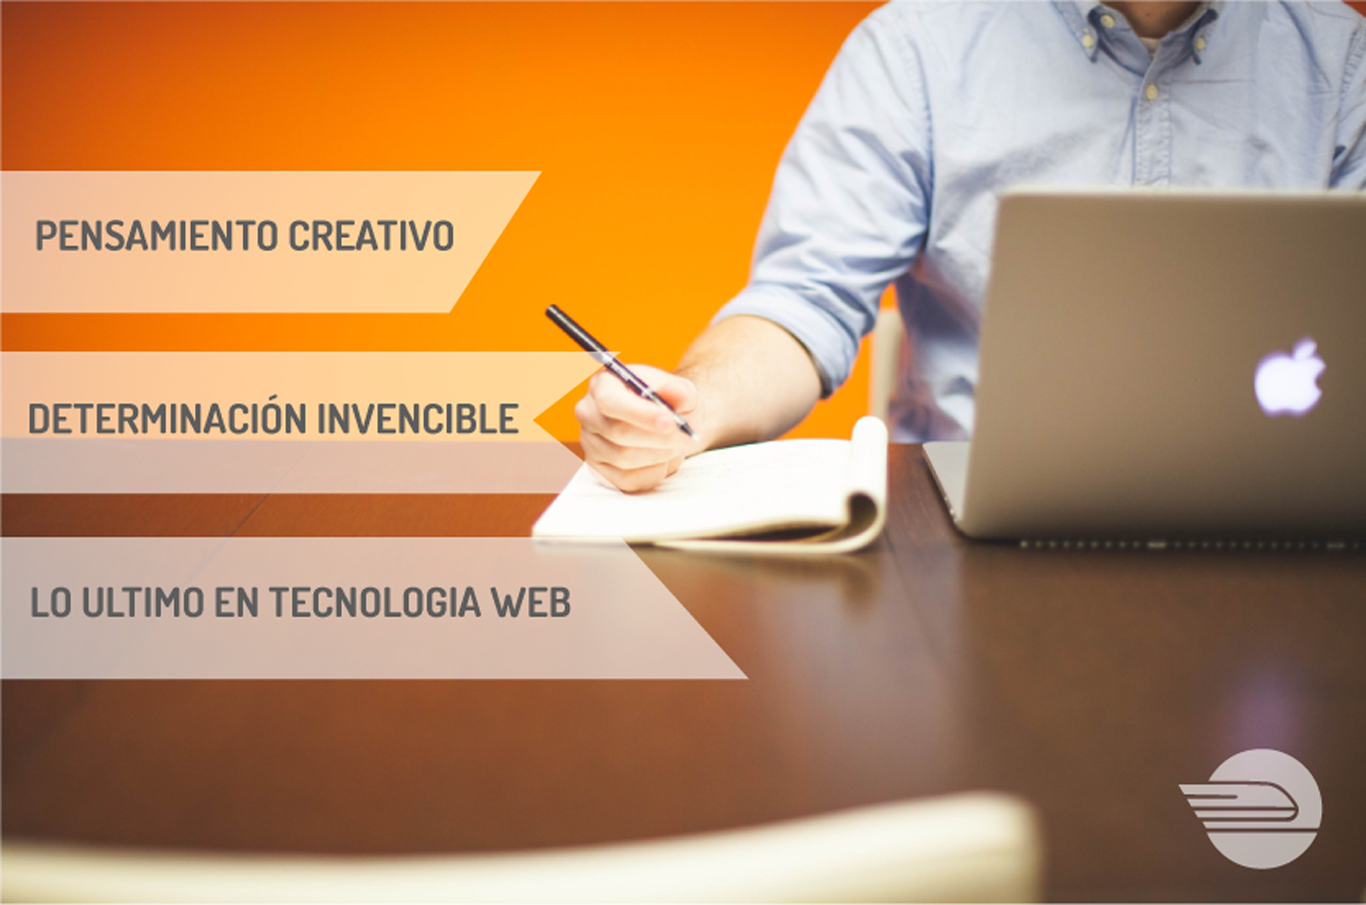 PENSAMIENTO CREATIVO
DETERMINACIÓN INVENCIBLE
LO ULTIMO EN TECNOLOGIA WEB